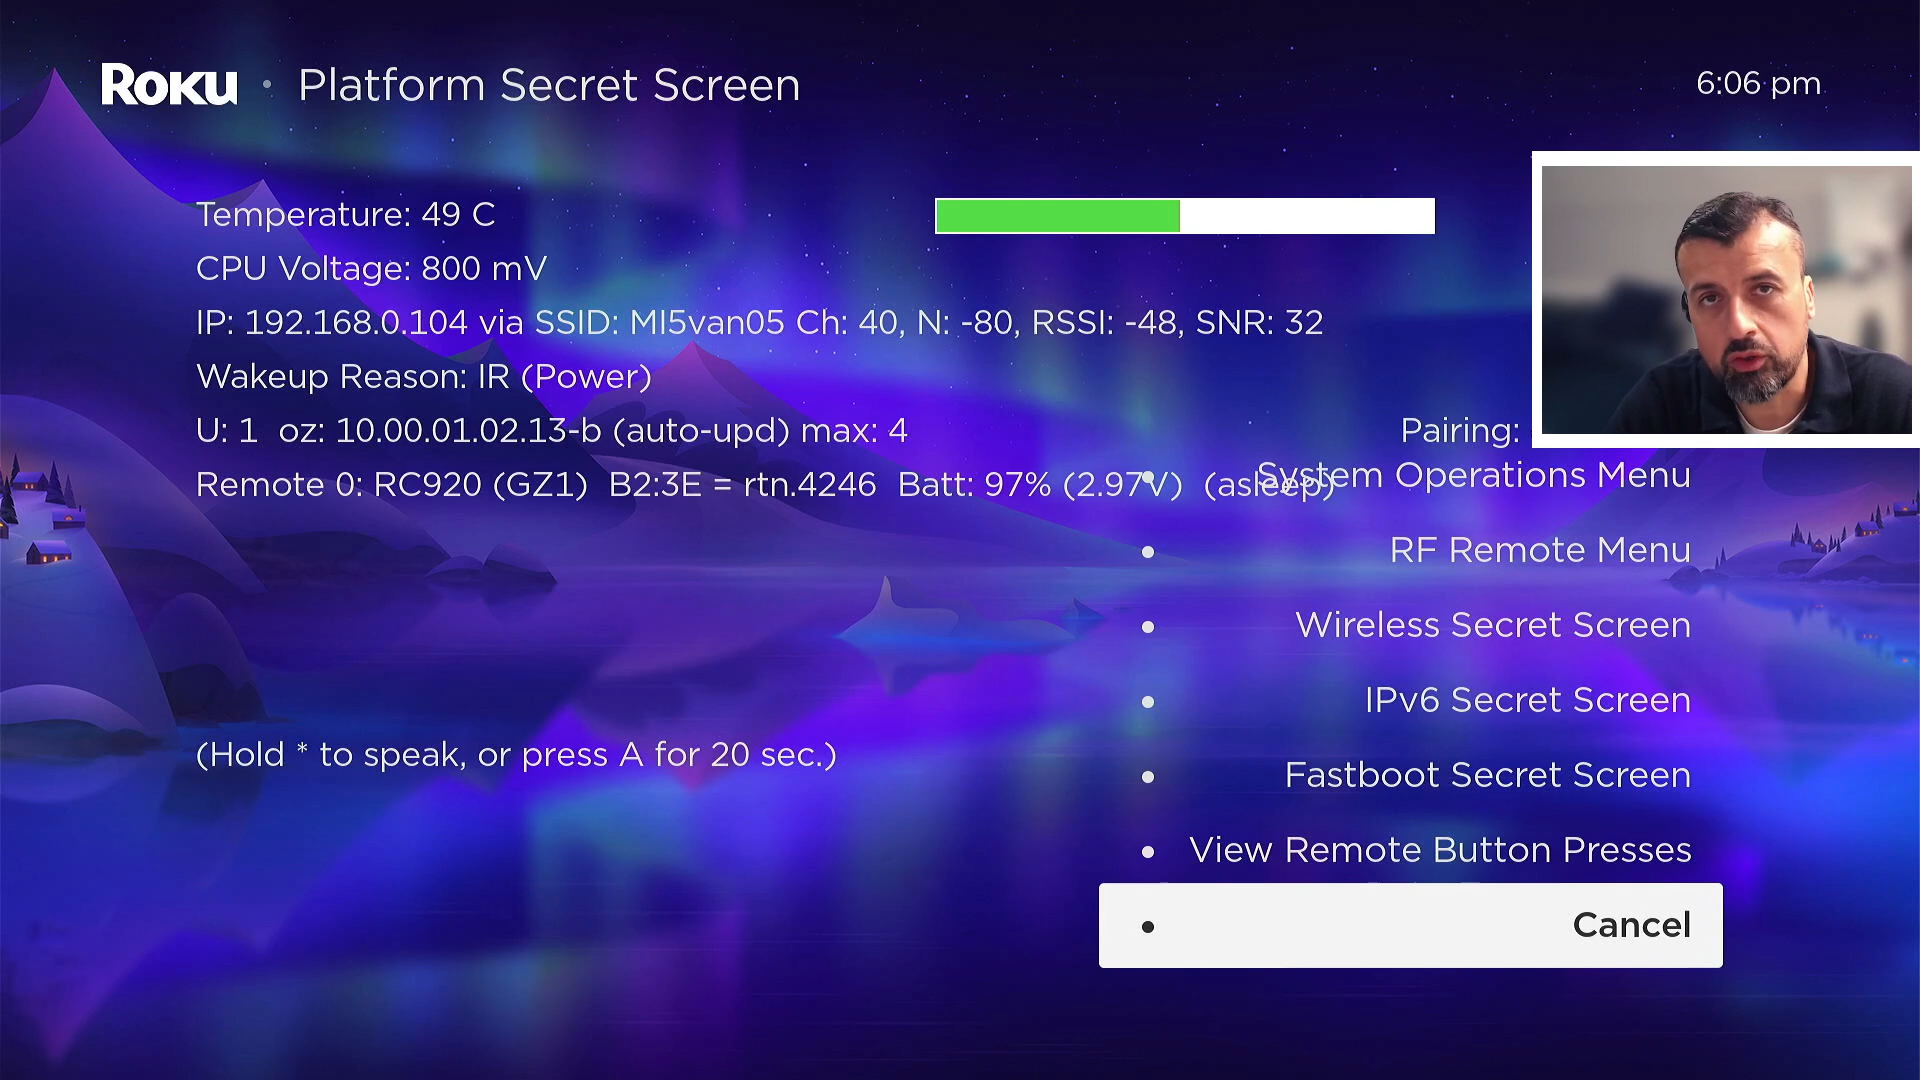 Roku • Platform Secret Screen
6:06 pm
Temperature: 49 C
CPU Voltage: 800 mV
IP: 192.168.0.104 via SSID: MI5van05 Ch: 40, N: -80, RSSI: -48, SNR: 32
Wakeup Reason: IR (Power)
U: 1 oz: 10.00.01.02.13-b (auto-upd) max: 4
Pairing:
Remote 0: RC920 (GZ1) B2:3E = rtn.4246 Batt: 97% (2.97V) (asleep)
• System Operations Menu
• RF Remote Menu
• Wireless Secret Screen
• IPv6 Secret Screen
• Fastboot Secret Screen
(Hold * to speak, or press A for 20 sec.)
• View Remote Button Presses
• Cancel